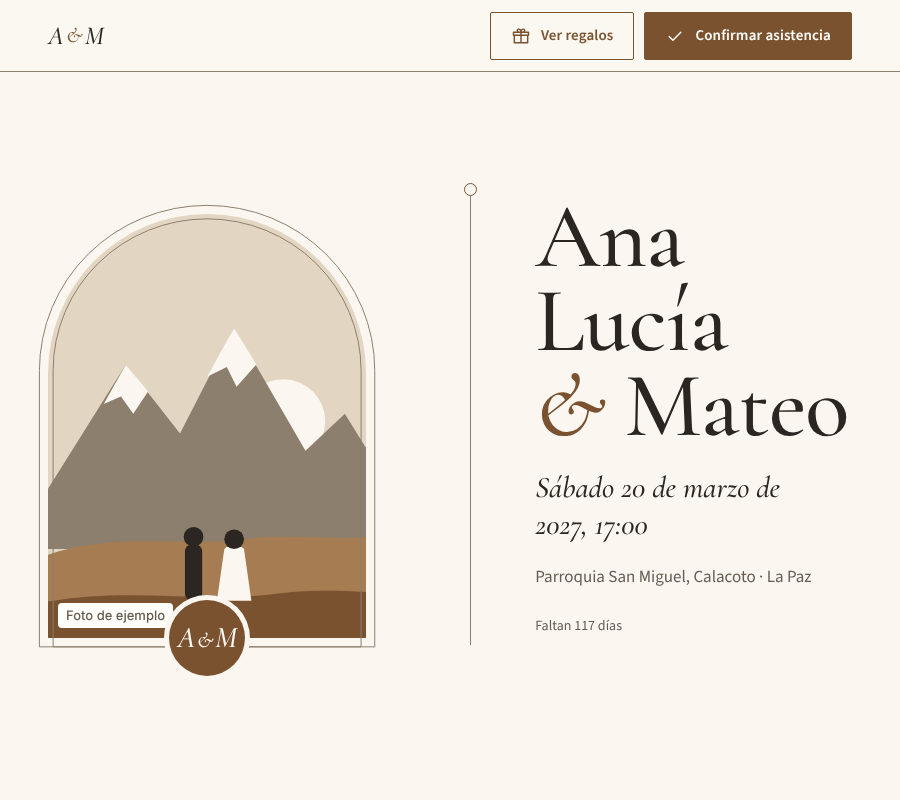 A & M
Ver regalos
Confirmar asistencia
Ana
Lucía
& Mateo
Sábado 20 de marzo de
2027, 17:00
Parroquia San Miguel, Calacoto · La Paz
Faltan 117 días
Foto de ejemplo
A & M